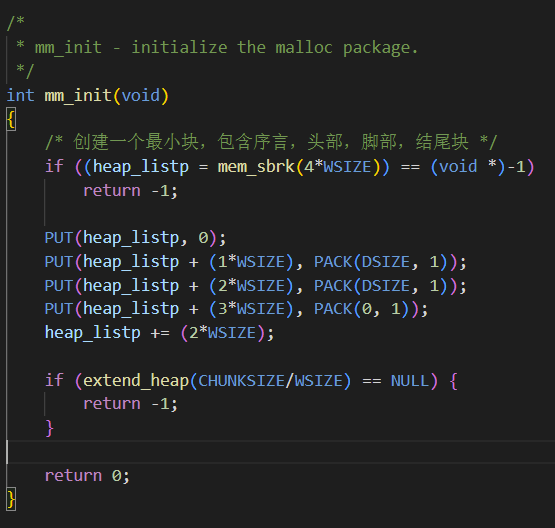 /*
 * mm_init - initialize the malloc package.
 */
int mm_init(void)
{
    /* 创建一个最小块，包含序言，头部，脚部，结尾块 */
    if ((heap_listp = mem_sbrk(4*WSIZE)) == (void *)-1)
        return -1;

    PUT(heap_listp, 0);
    PUT(heap_listp + (1*WSIZE), PACK(DSIZE, 1));
    PUT(heap_listp + (2*WSIZE), PACK(DSIZE, 1));
    PUT(heap_listp + (3*WSIZE), PACK(0, 1));
    heap_listp += (2*WSIZE);

    if (extend_heap(CHUNKSIZE/WSIZE) == NULL) {
        return -1;
    }

    return 0;
}